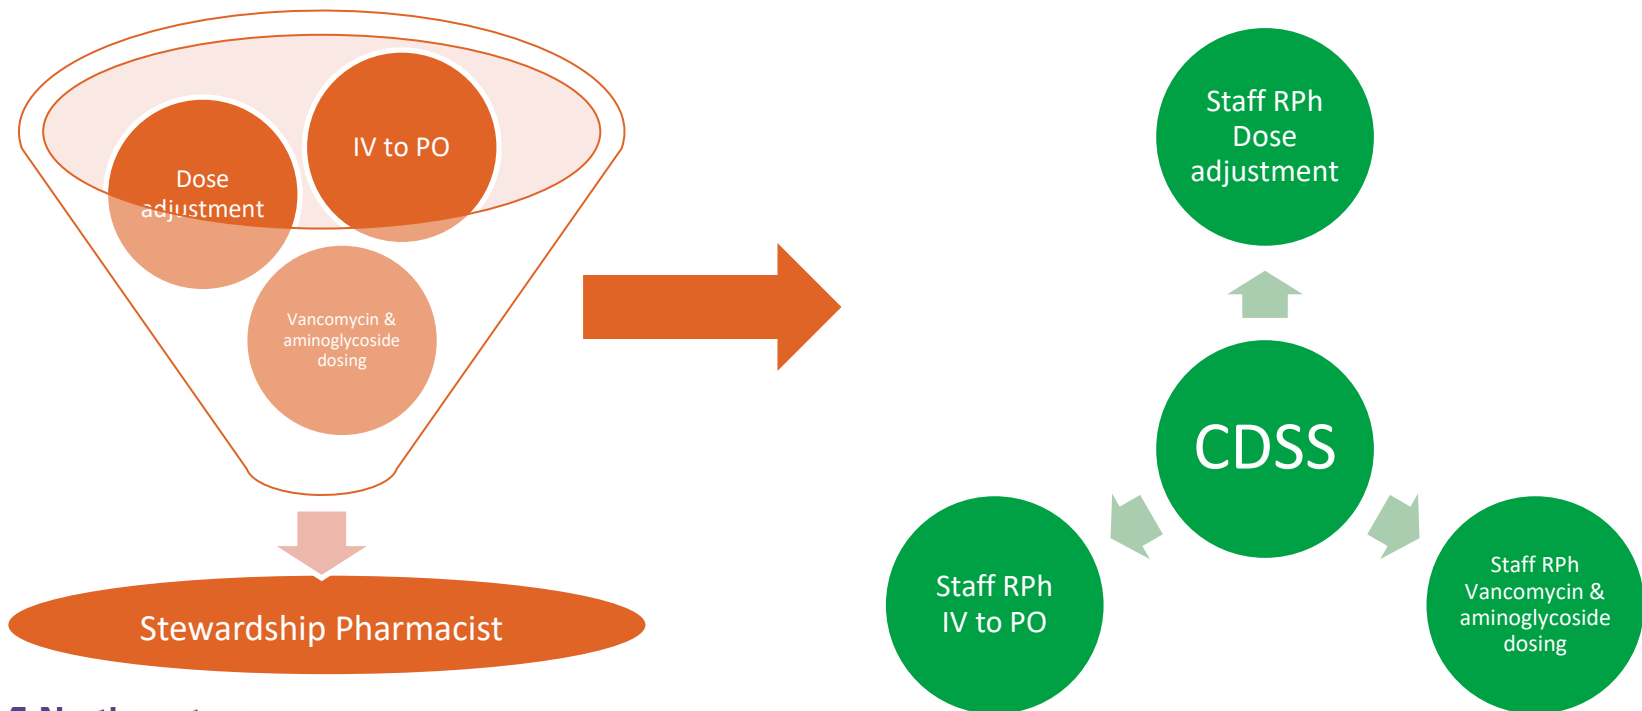 Dose
adjustment
IV to PO
Vancomycin &
aminoglycoside
dosing
Stewardship Pharmacist
Staff RPh
Dose
adjustment
CDSS
Staff RPh
IV to PO
Staff RPh
Vancomycin &
aminoglycoside
dosing